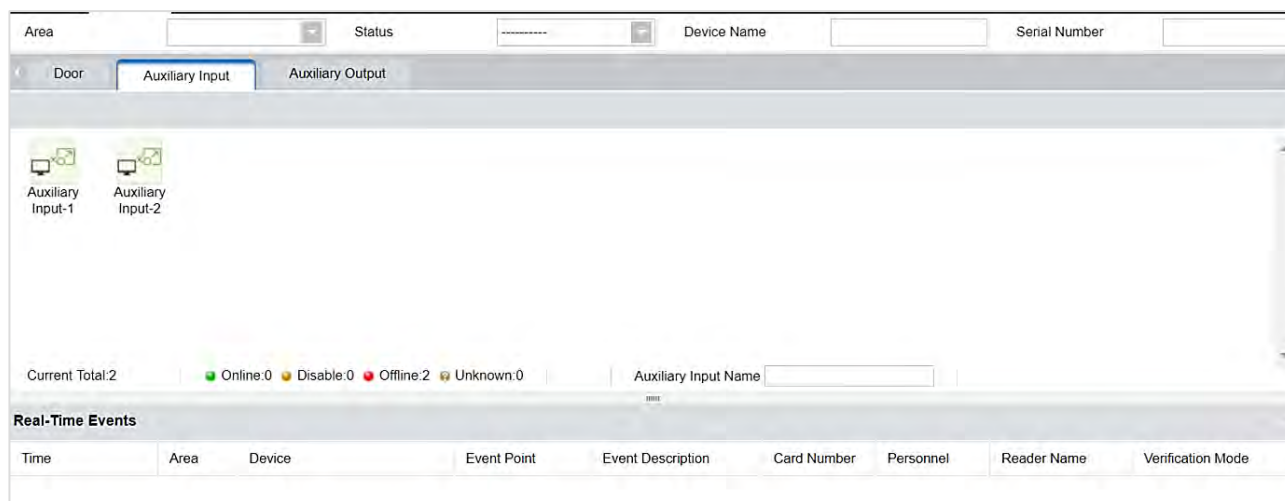 Area Status ---------- Device Name Serial Number
Door Auxiliary Input Auxiliary Output
Auxiliary Input-1
Auxiliary Input-2
Current Total:2 Online:0 Disable:0 Offline:2 Unknown:0 Auxiliary Input Name
Real-Time Events
Time Area Device Event Point Event Description Card Number Personnel Reader Name Verification Mode